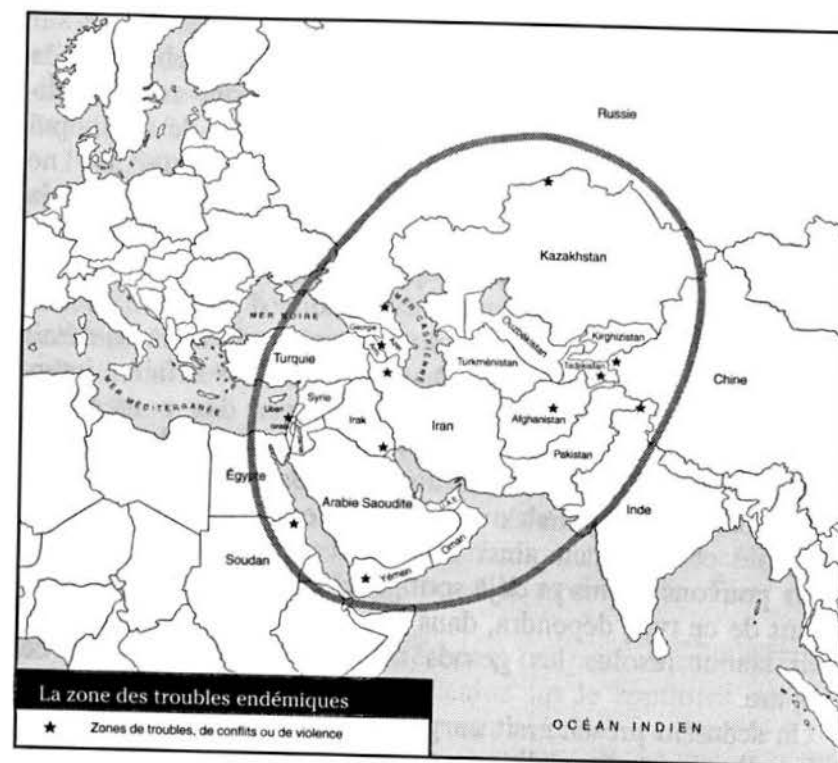 Russie
Kazakhstan
MER NOIRE
MER CASPIENNE
Géorgie
Ouzbékistan
Kirghizistan
Turquie
Turkménistan
Tadjikistan
Chine
MER MÉDITERRANÉE
Syrie
Liban
Israël
Irak
Iran
Afghanistan
Pakistan
Égypte
Arabie Saoudite
Inde
Soudan
Oman
Yémen
La zone des troubles endémiques
★ Zones de troubles, de conflits ou de violence
OCÉAN INDIEN